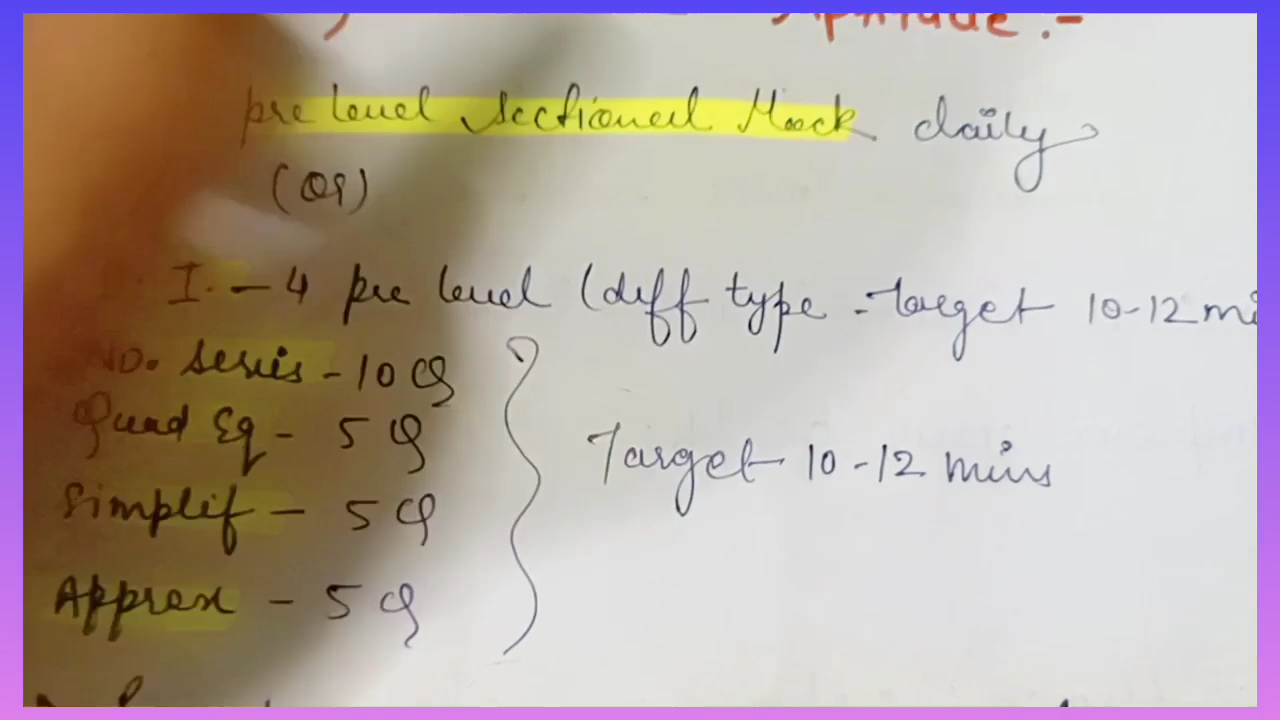 Aptitude :-
pre level Sectional Mock daily
(OR)
I. - 4 pre level (diff type - Target 10-12 mi
No. Series - 10 Q
Quad Eq - 5 Q
Simplif - 5 Q
Approx - 5 Q
Target 10 - 12 mins